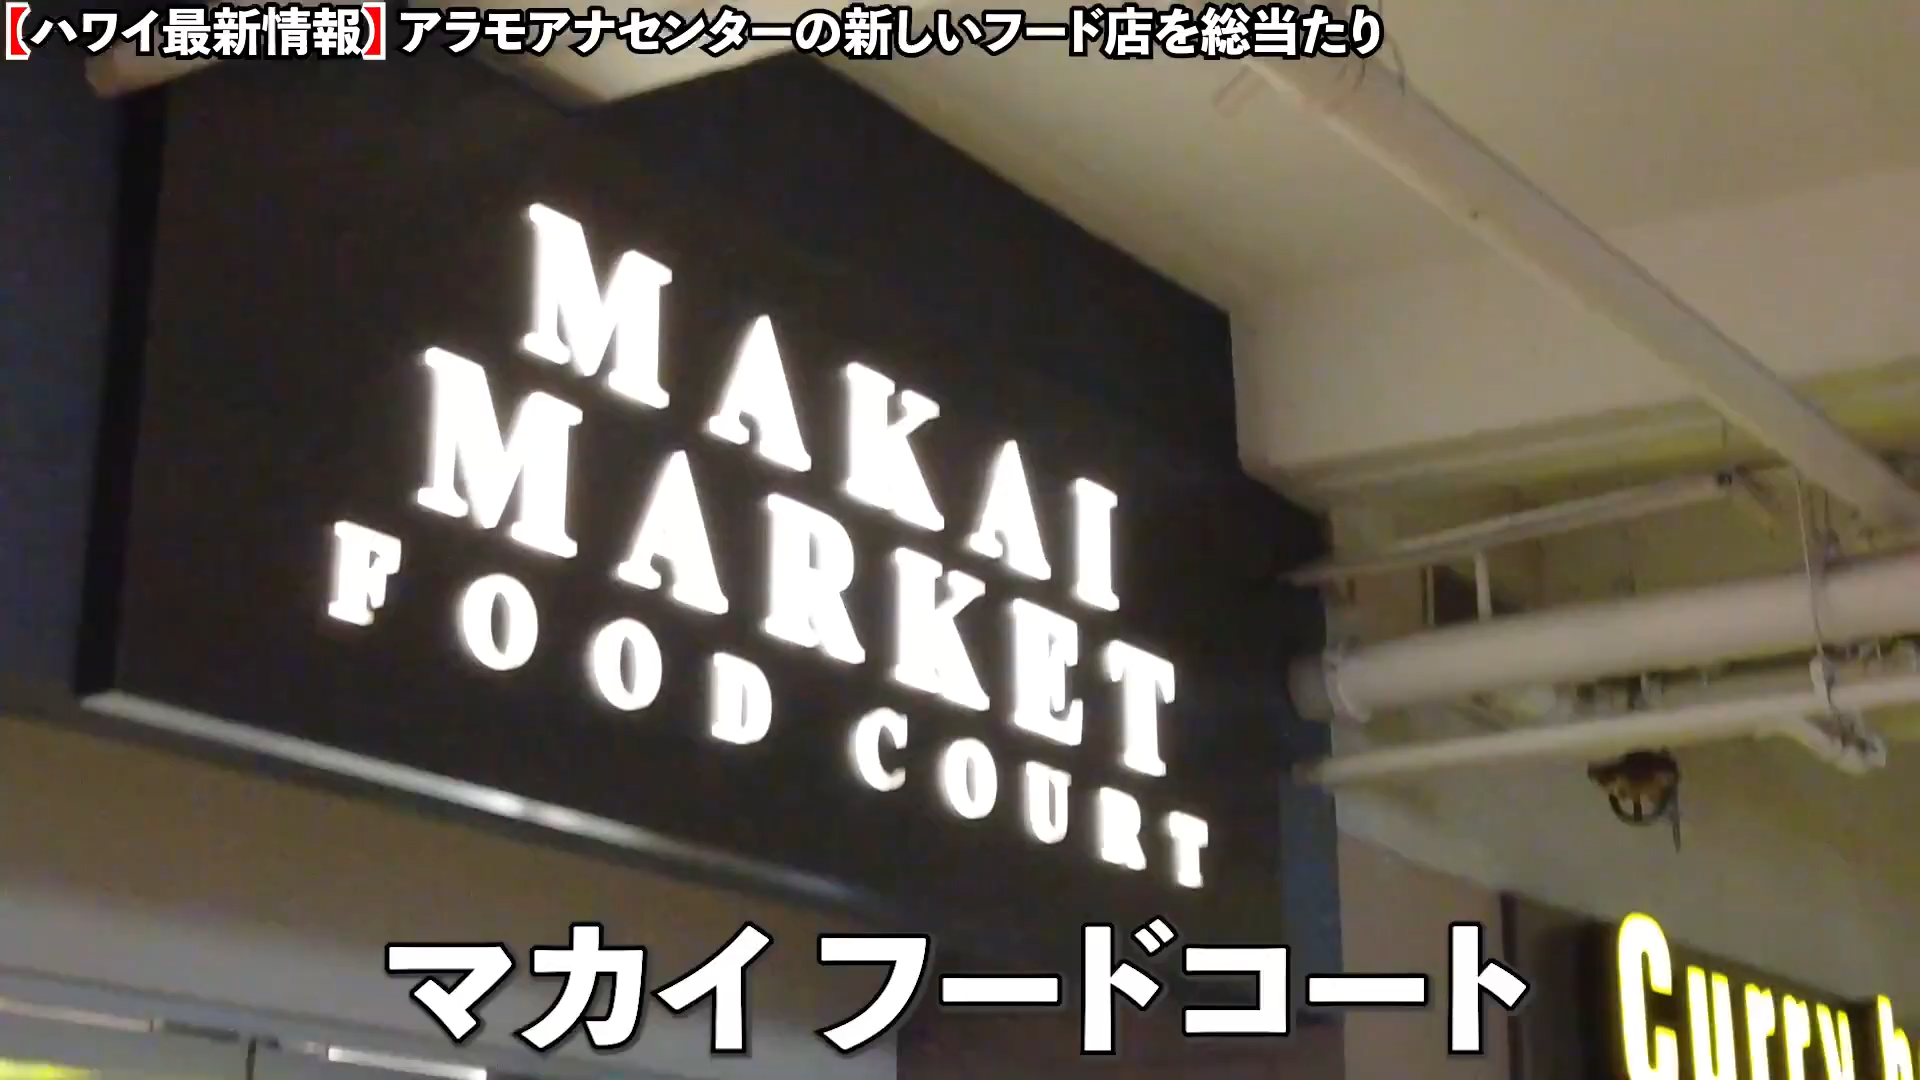 【ハワイ最新情報】アラモアナセンターの新しいフード店を総当たり
MAKAI
MARKET
FOOD COURT
Curry
マカイ フードコート